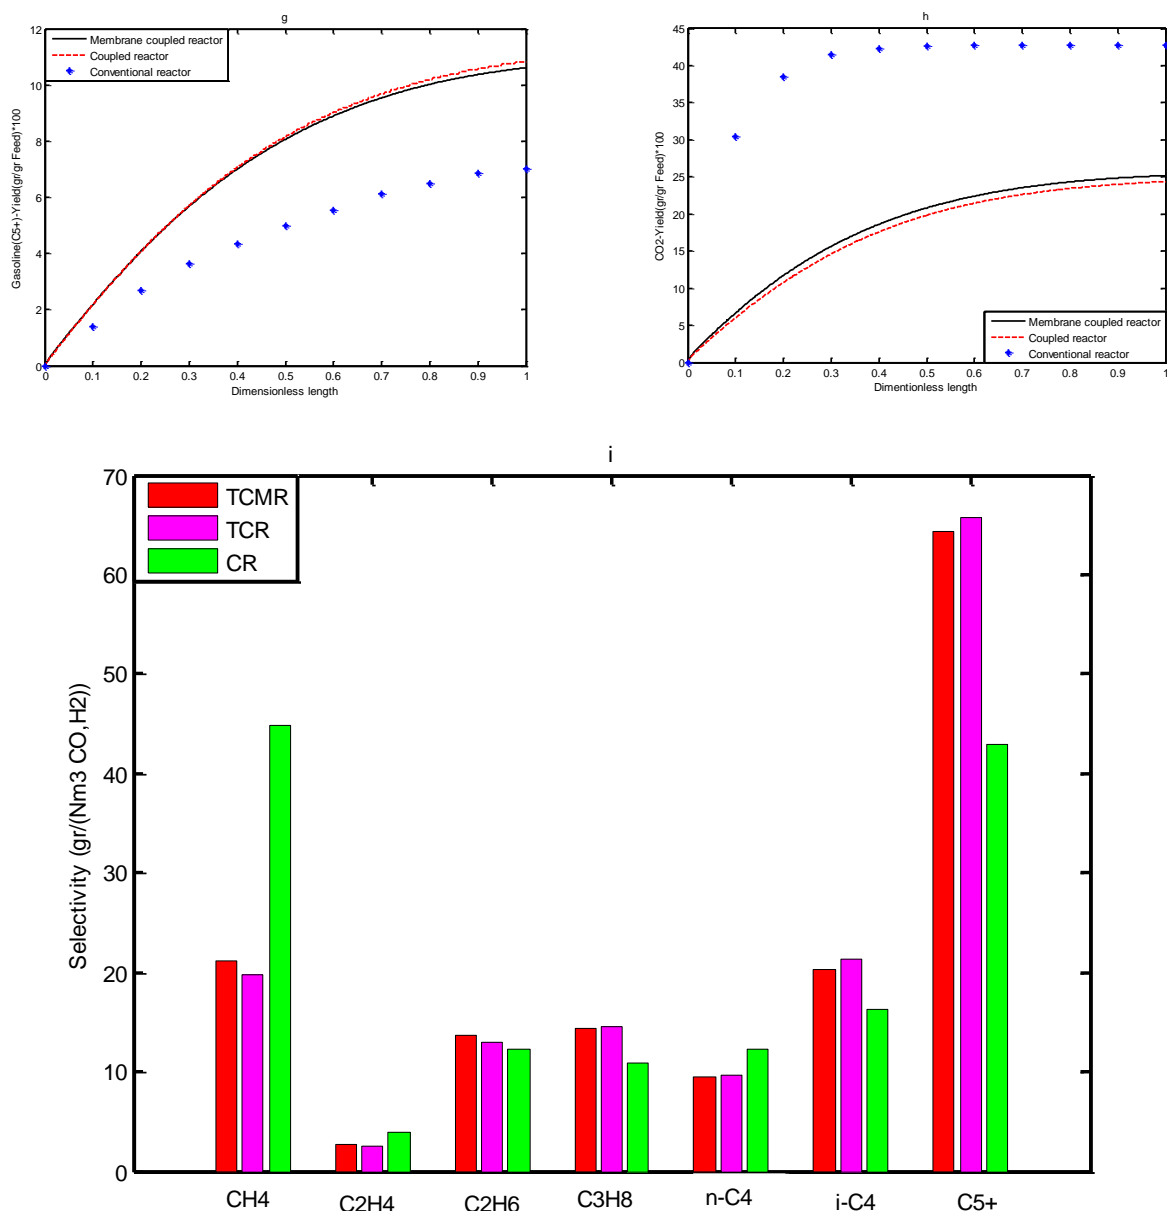 g
12
10
8
6
4
2
0
Gasoline(C5+)-Yield(gr/gr Feed)*100
Membrane coupled reactor
Coupled reactor
Conventional reactor
0 0.1 0.2 0.3 0.4 0.5 0.6 0.7 0.8 0.9 1
Dimensionless length
h
45
40
35
30
25
20
15
10
5
0
CO2-Yield(gr/gr Feed)*100
Membrane coupled reactor
Coupled reactor
Conventional reactor
0 0.1 0.2 0.3 0.4 0.5 0.6 0.7 0.8 0.9 1
Dimentionless length
i
70
60
50
40
30
20
10
0
Selectivity (gr/(Nm3 CO,H2))
TCMR
TCR
CR
CH4 C2H4 C2H6 C3H8 n-C4 i-C4 C5+